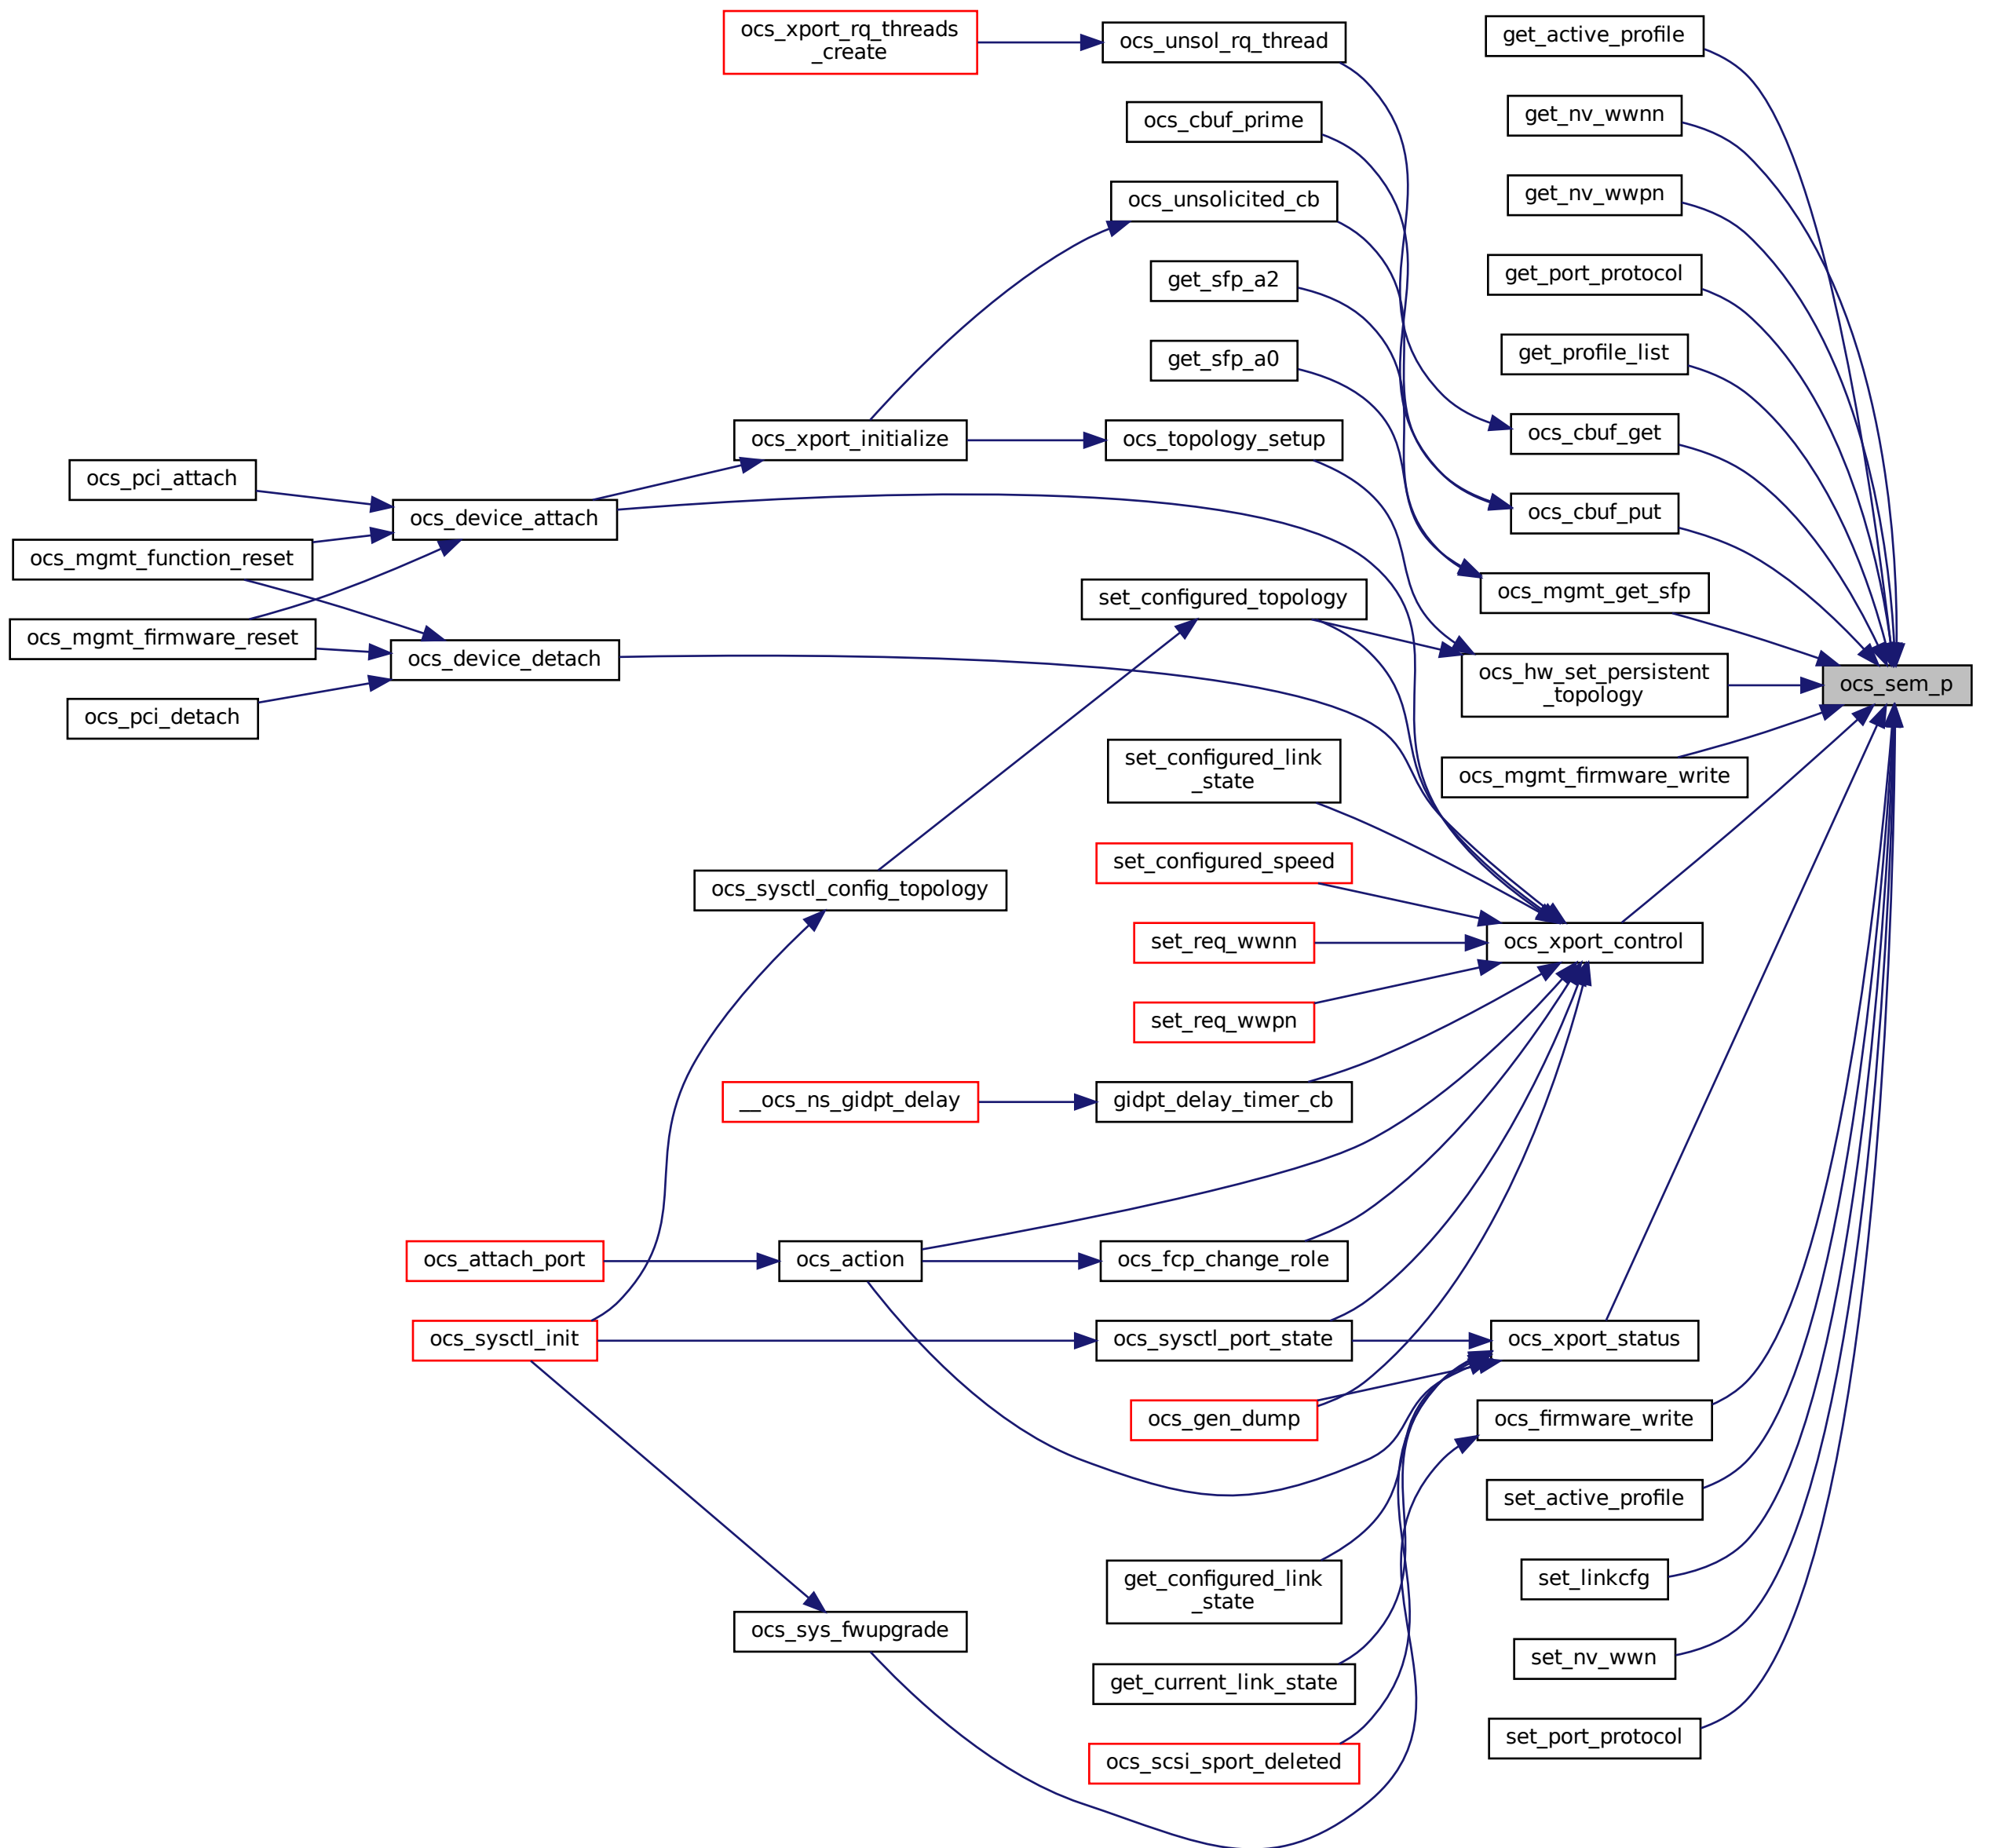 ocs_xport_rq_threads
_create
ocs_unsol_rq_thread
get_active_profile
ocs_cbuf_prime
get_nv_wwnn
ocs_unsolicited_cb
get_nv_wwpn
get_sfp_a2
get_port_protocol
get_sfp_a0
get_profile_list
ocs_xport_initialize
ocs_topology_setup
ocs_cbuf_get
ocs_pci_attach
ocs_device_attach
ocs_cbuf_put
ocs_mgmt_function_reset
set_configured_topology
ocs_mgmt_get_sfp
ocs_mgmt_firmware_reset
ocs_device_detach
ocs_hw_set_persistent
_topology
ocs_sem_p
ocs_pci_detach
set_configured_link
_state
ocs_mgmt_firmware_write
set_configured_speed
ocs_sysctl_config_topology
set_req_wwnn
ocs_xport_control
set_req_wwpn
__ocs_ns_gidpt_delay
gidpt_delay_timer_cb
ocs_attach_port
ocs_action
ocs_fcp_change_role
ocs_sysctl_init
ocs_sysctl_port_state
ocs_xport_status
ocs_gen_dump
ocs_firmware_write
set_active_profile
get_configured_link
_state
set_linkcfg
ocs_sys_fwupgrade
set_nv_wwn
get_current_link_state
set_port_protocol
ocs_scsi_sport_deleted